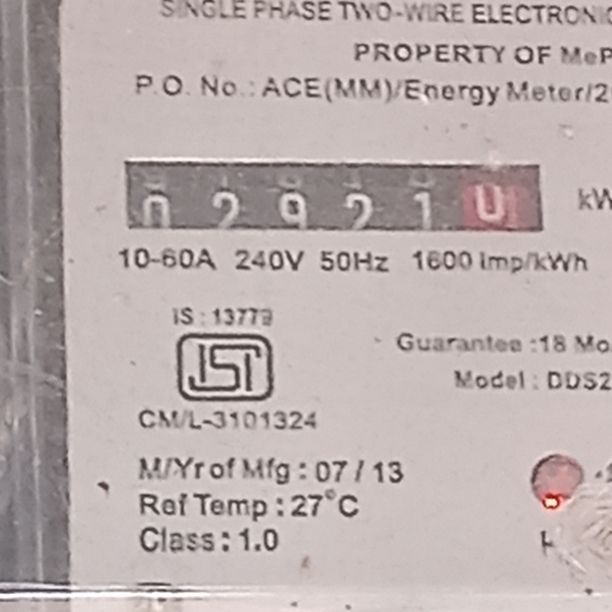 SINGLE PHASE TWO-WIRE ELECTRONIC
PROPERTY OF MeP
P.O. No.: ACE(MM)/Energy Meter/2
0 2 9 2 1 kW
10-60A 240V 50Hz 1600 imp/kWh
IS : 13779
ISI
CM/L-3101324
Guarantee :18 Mo
Model : DDS2
M/Yr of Mfg : 07 / 13
Ref Temp : 27°C
Class : 1.0